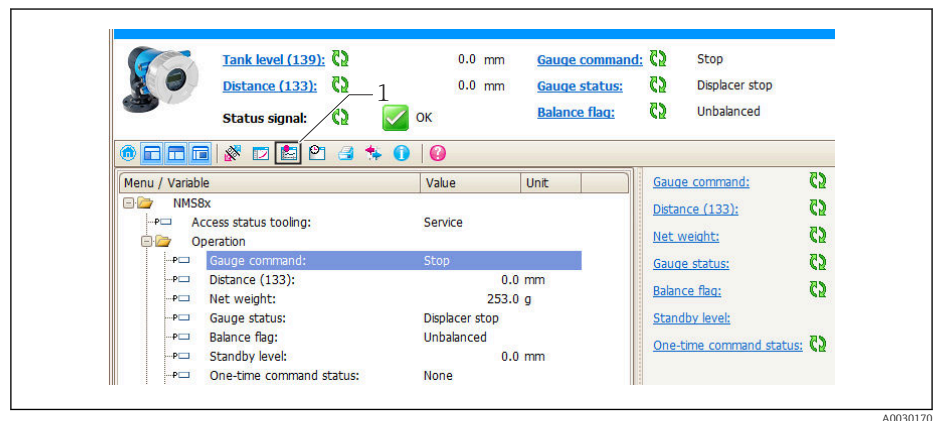 Tank level (139): 0.0 mm Gauge command: Stop
Distance (133): 0.0 mm Gauge status: Displacer stop
1
Status signal: OK Balance flag: Unbalanced
Menu / Variable Value Unit
NMS8x
Access status tooling: Service
Operation
Gauge command: Stop
Distance (133): 0.0 mm
Net weight: 253.0 g
Gauge status: Displacer stop
Balance flag: Unbalanced
Standby level: 0.0 mm
One-time command status: None
Gauge command:
Distance (133):
Net weight:
Gauge status:
Balance flag:
Standby level:
One-time command status:
A0030170